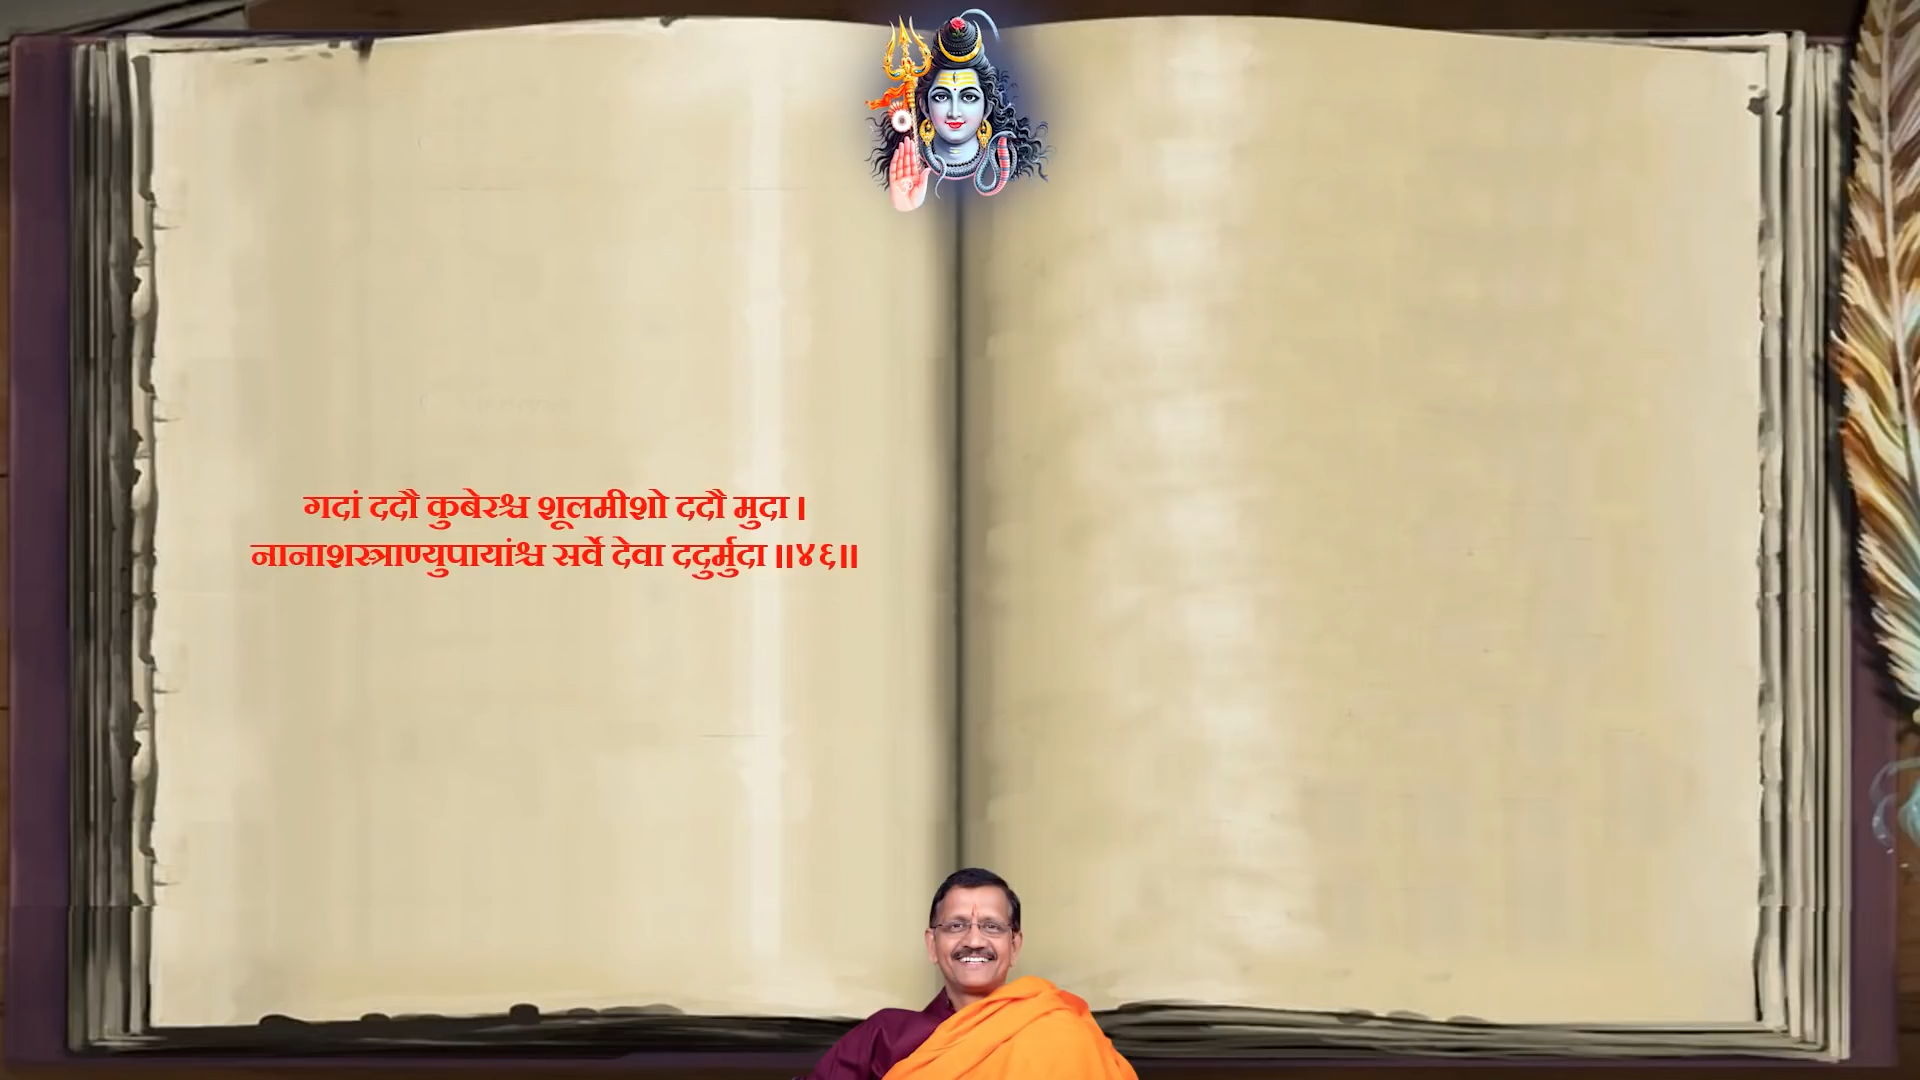 गदां ददौ कुबेरश्च शूलमीशो ददौ मुदा ।
नानाशस्त्राण्युपायांश्च सर्वे देवा ददुर्मुदा ॥४६॥